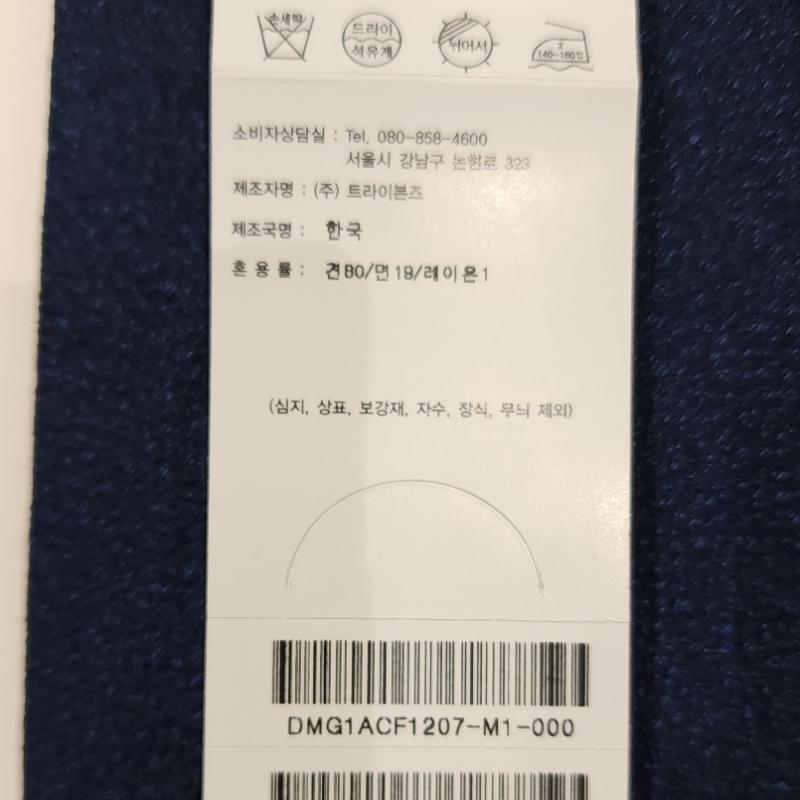 손세탁
드라이
석유계
뉘어서
2
140~160℃
소비자상담실 : Tel. 080-858-4600
서울시 강남구 논현로 323
제조자명 : (주) 트라이본즈
제조국명 : 한국
혼 용 률 : 견80/면19/레이온1
(심지, 상표, 보강재, 자수, 장식, 무늬 제외)
DMG1ACF1207-M1-000